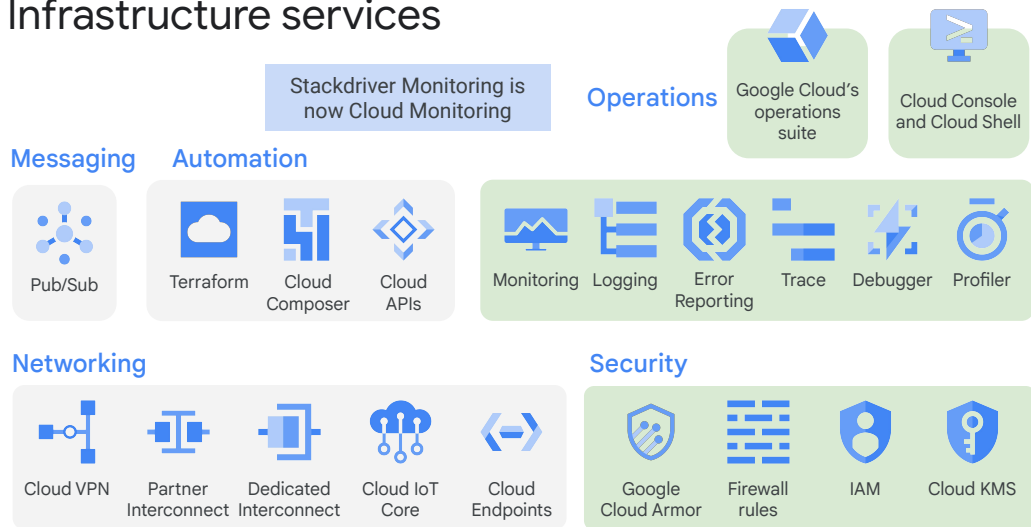 Infrastructure services
Stackdriver Monitoring is
now Cloud Monitoring
Operations
Google Cloud's
operations
suite
Cloud Console
and Cloud Shell
Messaging
Pub/Sub
Automation
Terraform
Cloud
Composer
Cloud
APIs
Monitoring
Logging
Error
Reporting
Trace
Debugger
Profiler
Networking
Cloud VPN
Partner
Interconnect
Dedicated
Interconnect
Cloud IoT
Core
Cloud
Endpoints
Security
Google
Cloud Armor
Firewall
rules
IAM
Cloud KMS